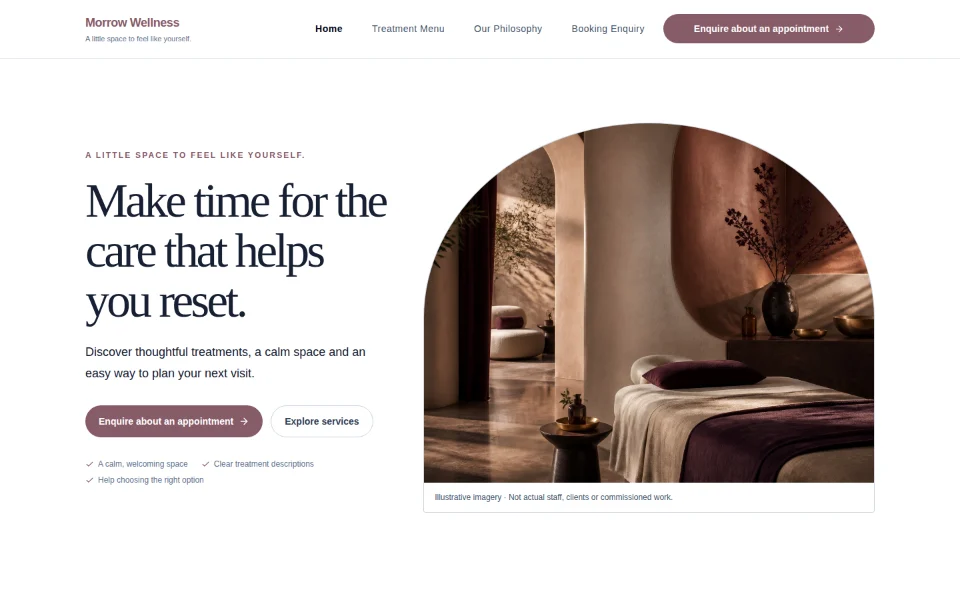 Morrow Wellness
A little space to feel like yourself.
Home
Treatment Menu
Our Philosophy
Booking Enquiry
Enquire about an appointment →
A LITTLE SPACE TO FEEL LIKE YOURSELF.
Make time for the
care that helps
you reset.
Discover thoughtful treatments, a calm space and an
easy way to plan your next visit.
Enquire about an appointment →
Explore services
A calm, welcoming space
Clear treatment descriptions
Help choosing the right option
Illustrative imagery · Not actual staff, clients or commissioned work.